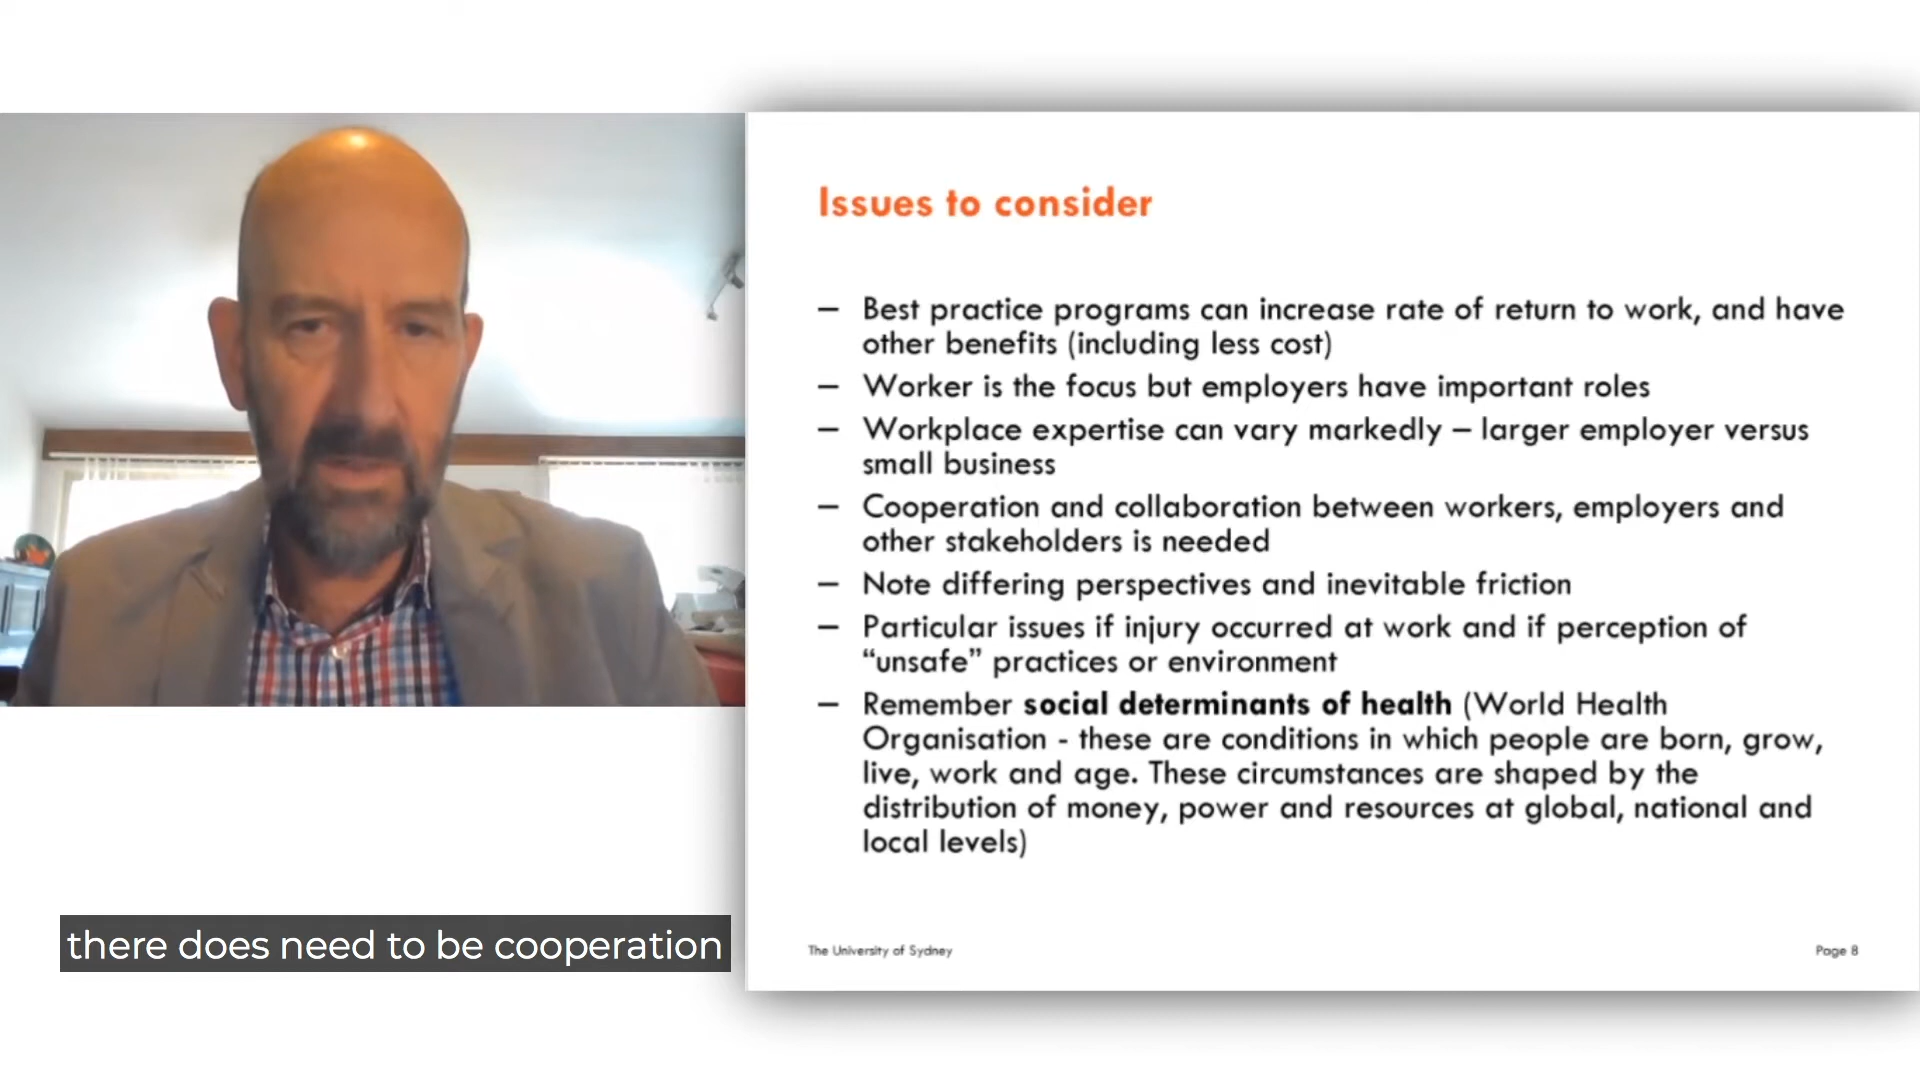 Issues to consider
– Best practice programs can increase rate of return to work, and have
other benefits (including less cost)
– Worker is the focus but employers have important roles
– Workplace expertise can vary markedly – larger employer versus
small business
– Cooperation and collaboration between workers, employers and
other stakeholders is needed
– Note differing perspectives and inevitable friction
– Particular issues if injury occurred at work and if perception of
“unsafe” practices or environment
– Remember social determinants of health (World Health
Organisation - these are conditions in which people are born, grow,
live, work and age. These circumstances are shaped by the
distribution of money, power and resources at global, national and
local levels)
The University of Sydney
Page 8
there does need to be cooperation